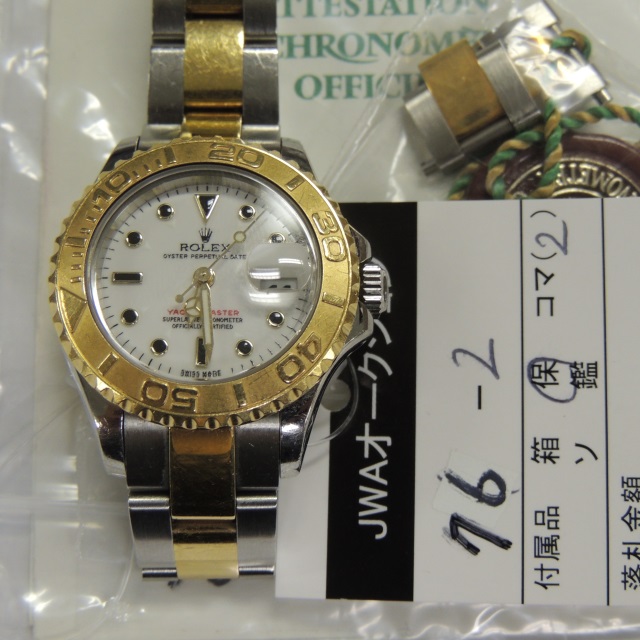 ATTESTATION
CHRONOM
OFFIC
10
20
30
40
50
ROLEX
OYSTER PERPETUAL DATE
YACHT-MASTER
SUPERLATIVE CHRONOMETER
OFFICIALLY CERTIFIED
SWISS MADE
JWAオークション
76-2
付属品 箱 保 コマ(2)
ソ 鑑
落札金額